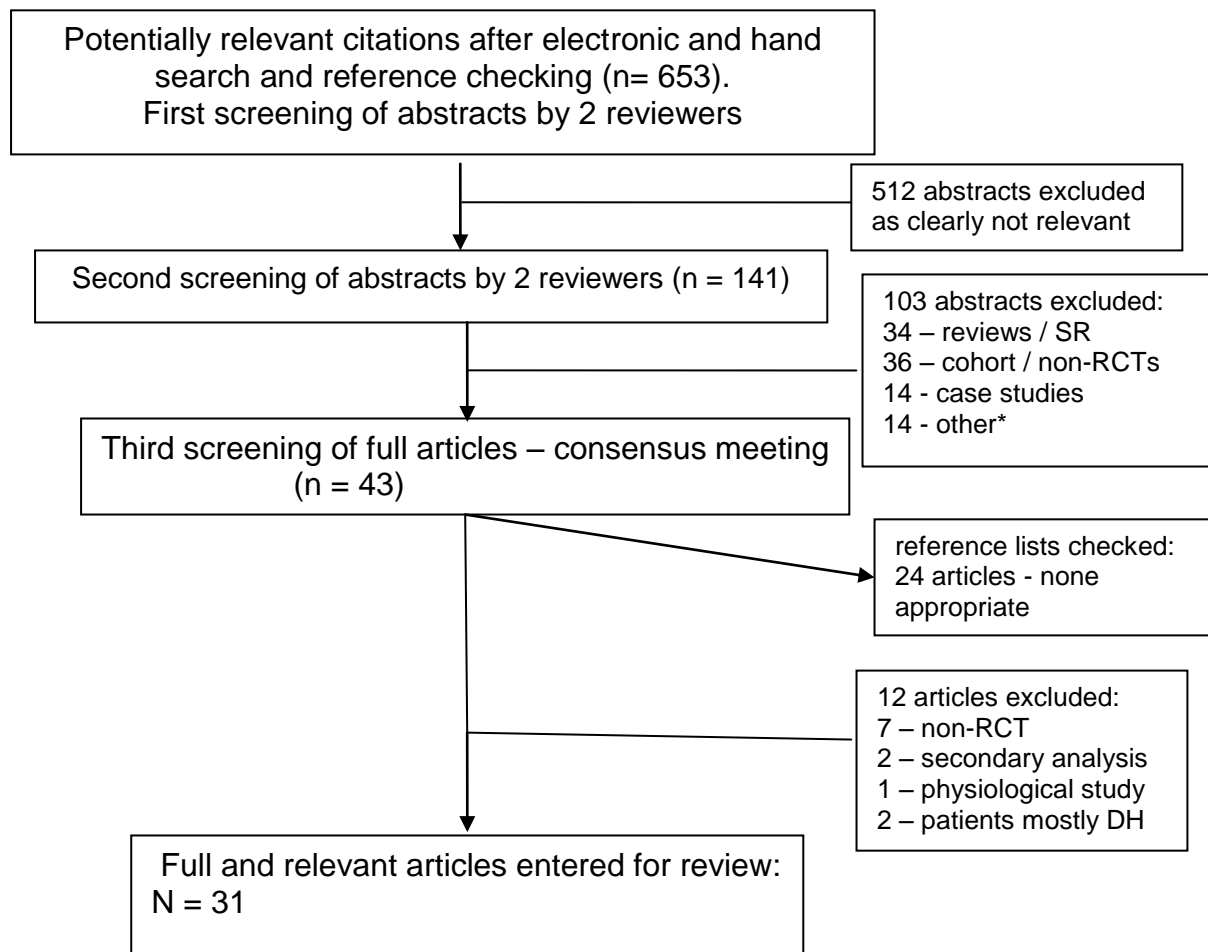 Potentially relevant citations after electronic and hand
search and reference checking (n= 653).
First screening of abstracts by 2 reviewers
512 abstracts excluded
as clearly not relevant
Second screening of abstracts by 2 reviewers (n = 141)
103 abstracts excluded:
34 – reviews / SR
36 – cohort / non-RCTs
14 - case studies
14 - other*
Third screening of full articles – consensus meeting
(n = 43)
reference lists checked:
24 articles - none
appropriate
12 articles excluded:
7 – non-RCT
2 – secondary analysis
1 – physiological study
2 – patients mostly DH
Full and relevant articles entered for review:
N = 31